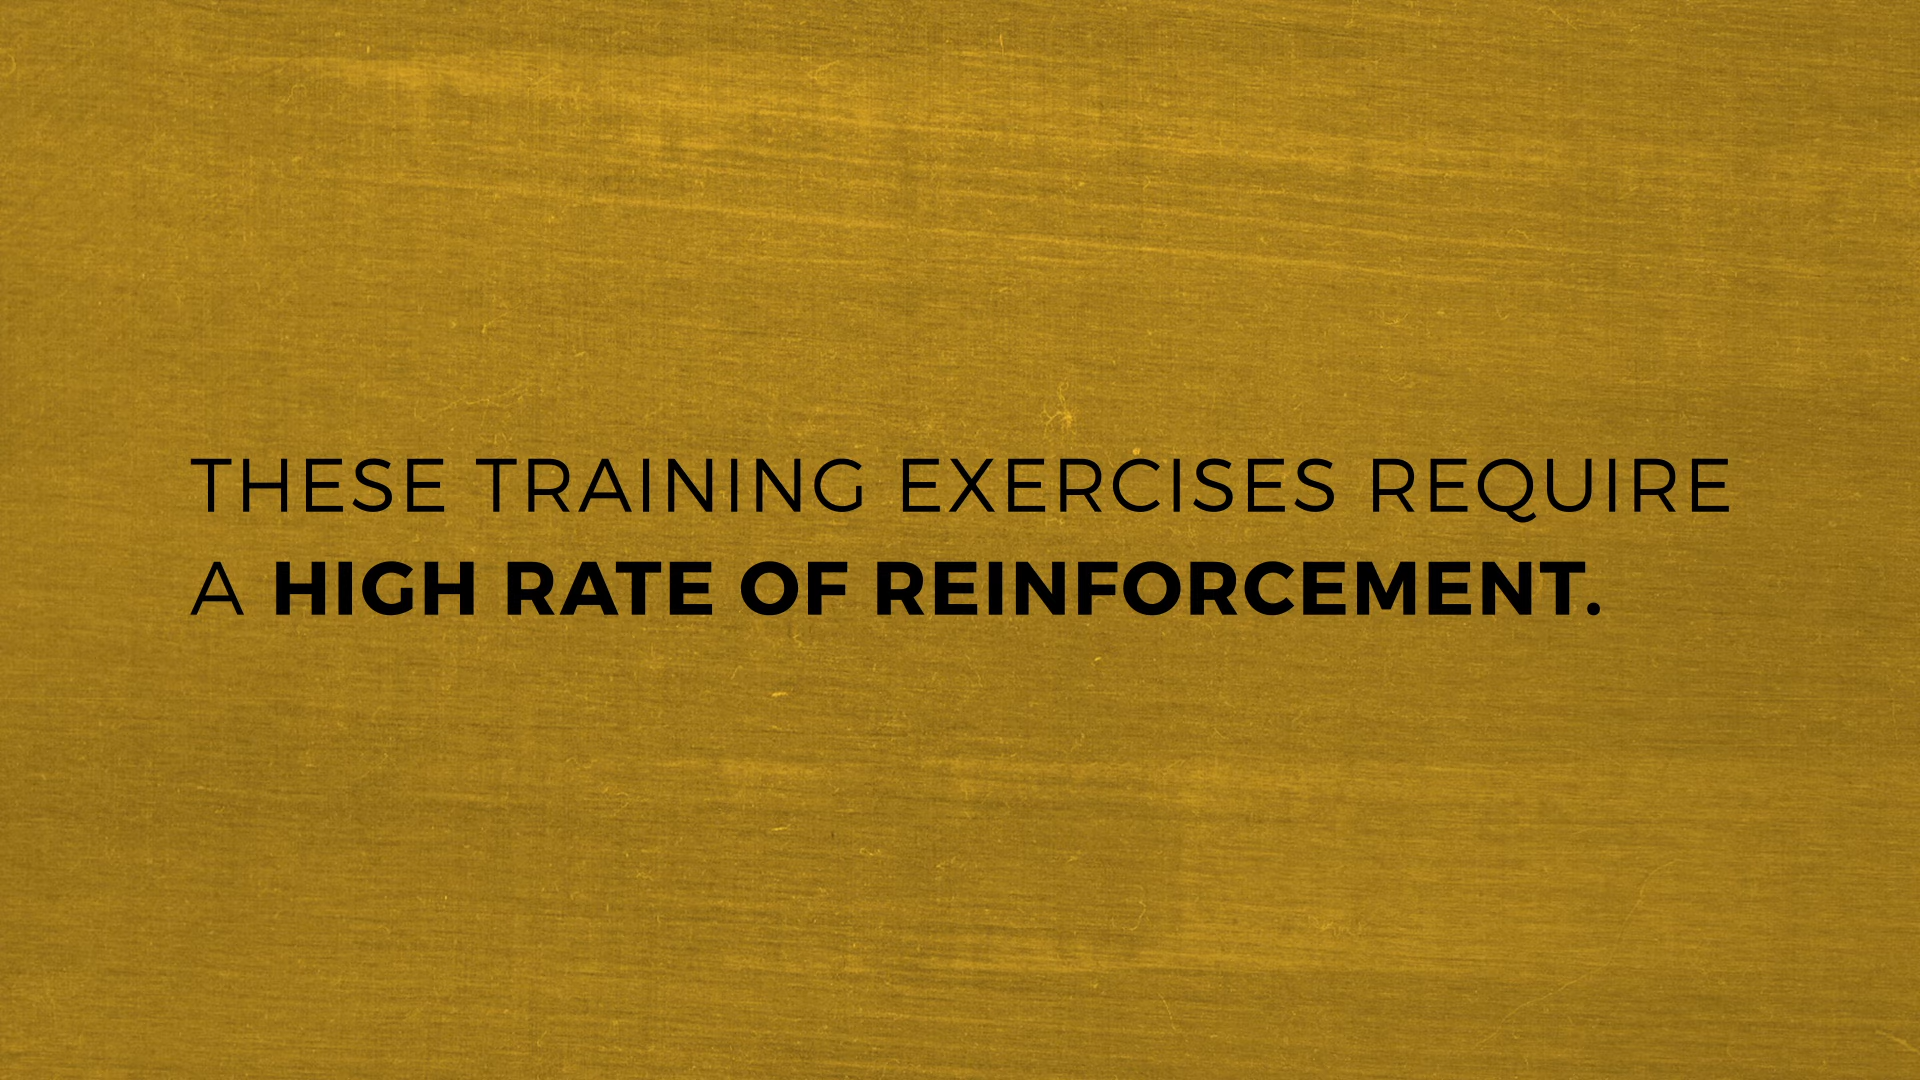 THESE TRAINING EXERCISES REQUIRE
A HIGH RATE OF REINFORCEMENT.